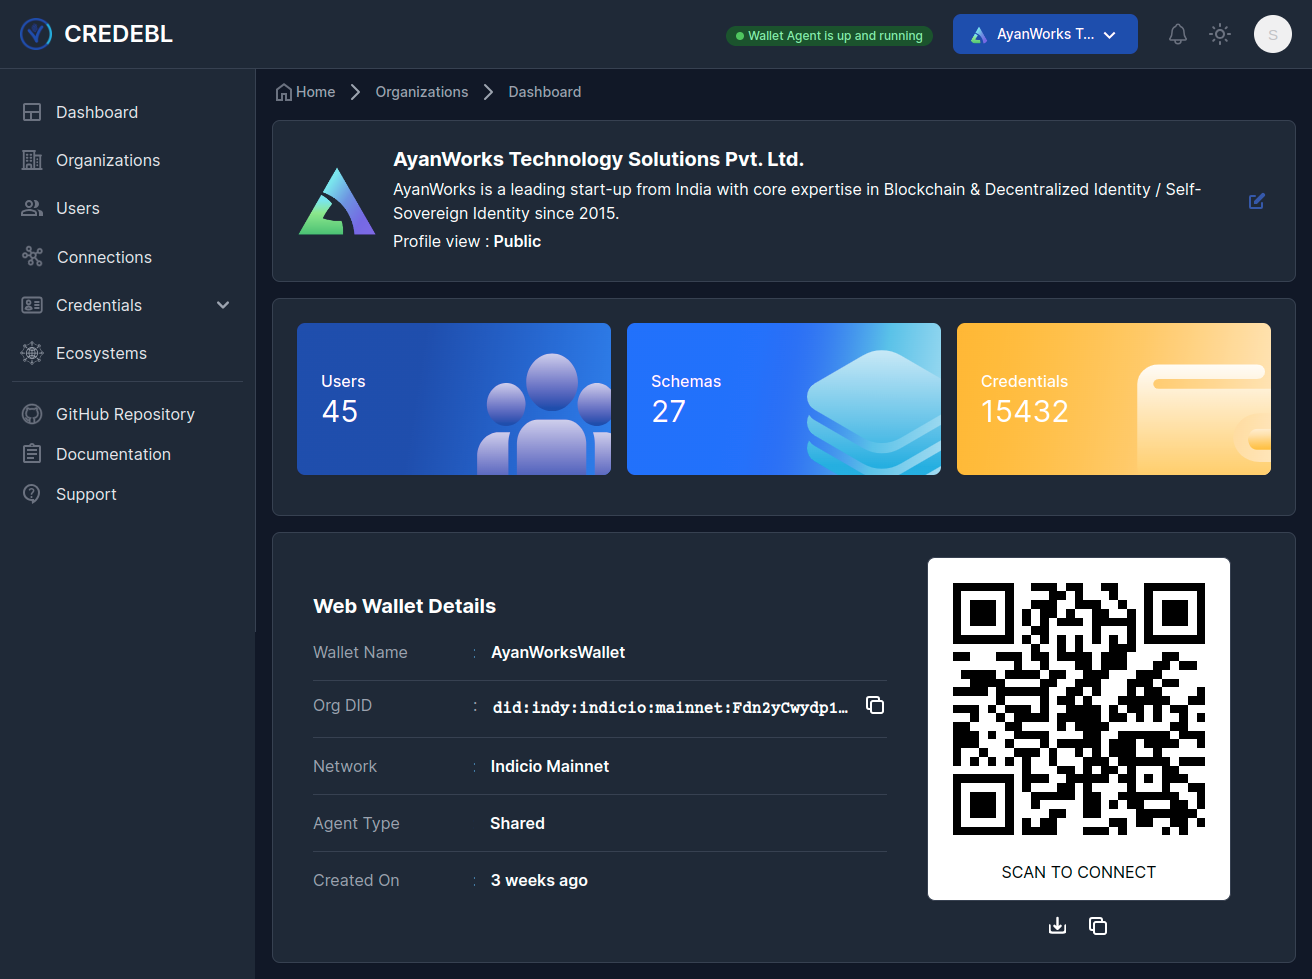 CREDEBL
Wallet Agent is up and running
AyanWorks T...
S
Dashboard
Organizations
Users
Connections
Credentials
Ecosystems
GitHub Repository
Documentation
Support
Home
Organizations
Dashboard
AyanWorks Technology Solutions Pvt. Ltd.
AyanWorks is a leading start-up from India with core expertise in Blockchain & Decentralized Identity / Self-
Sovereign Identity since 2015.
Profile view : Public
Users
45
Schemas
27
Credentials
15432
Web Wallet Details
Wallet Name : AyanWorksWallet
Org DID : did:indy:indicio:mainnet:Fdn2yCwydp1…
Network : Indicio Mainnet
Agent Type Shared
Created On : 3 weeks ago
SCAN TO CONNECT